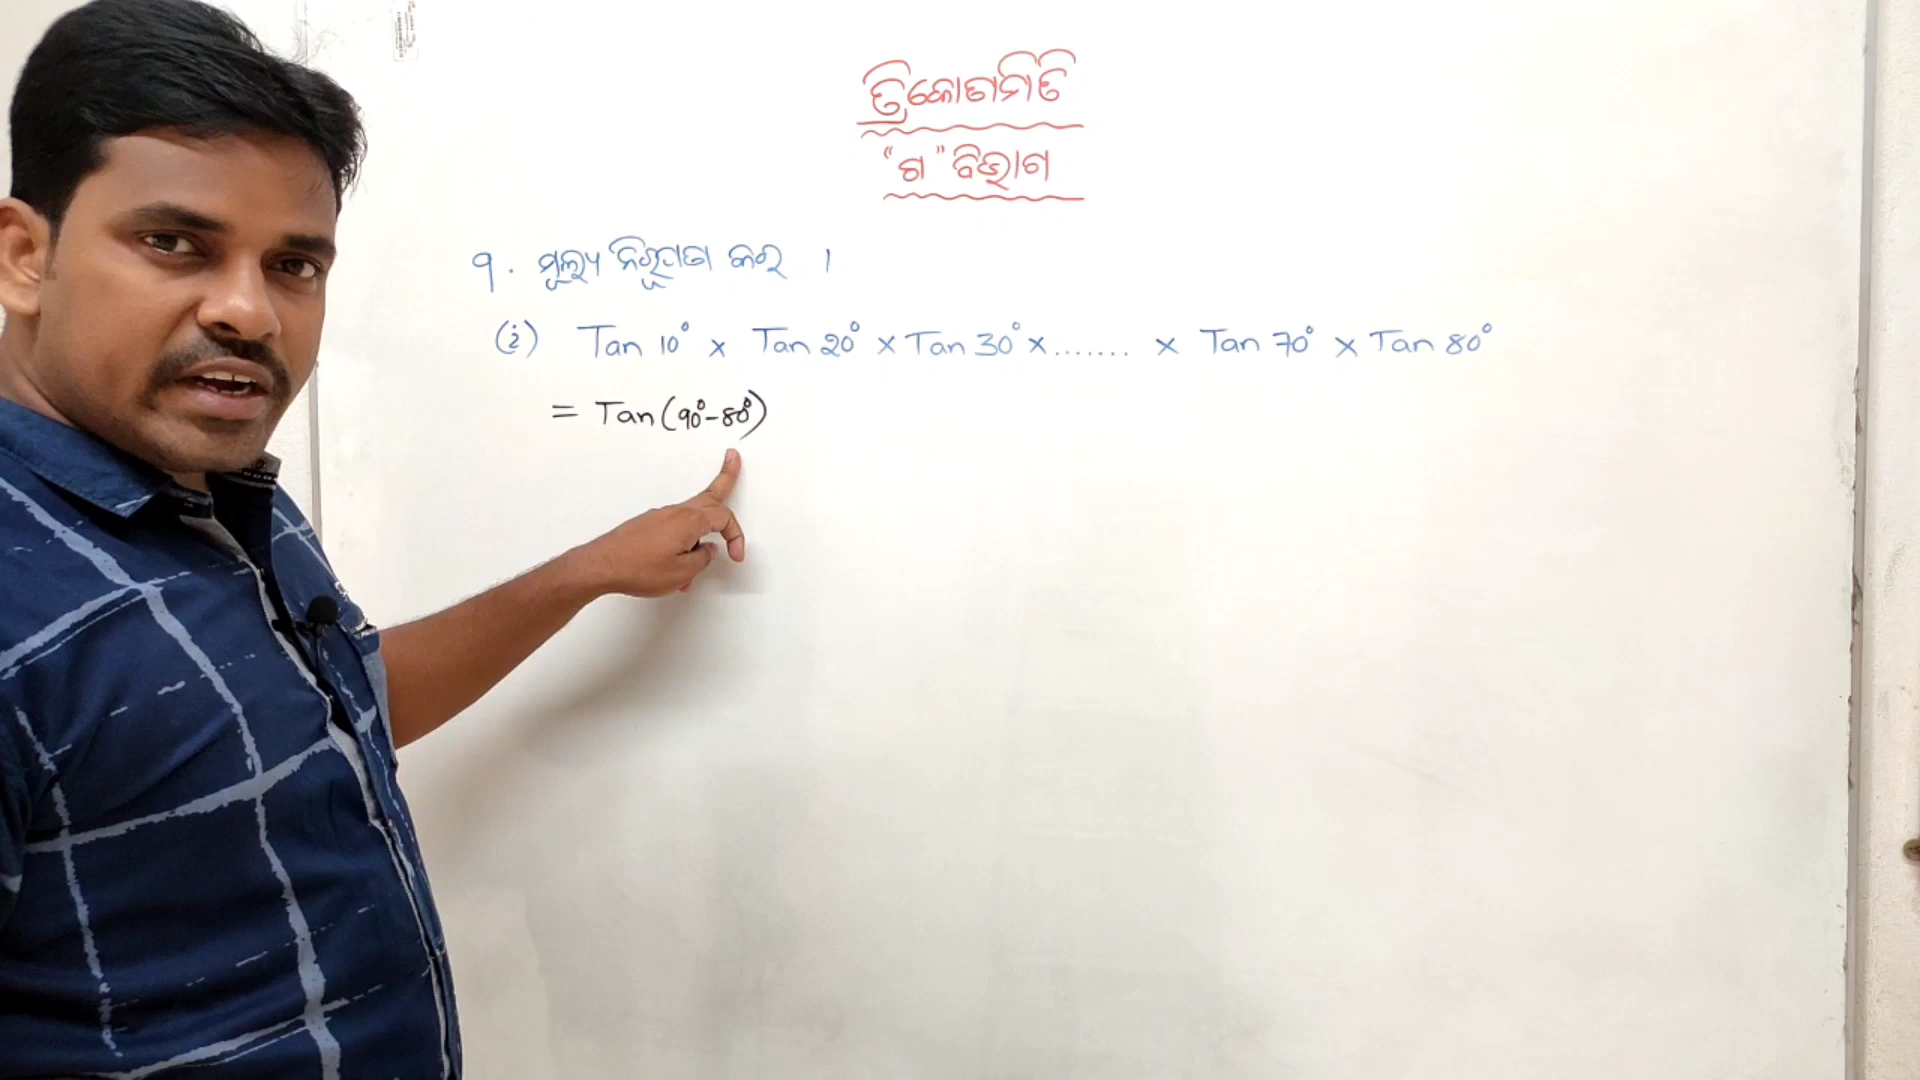 ତ୍ରିକୋଣମିତି
"ଗ" ବିଭାଗ
୧. ମୂଲ୍ୟ ନିରୂପଣ କର ।
(i) Tan 10° × Tan 20° × Tan 30° × ....... × Tan 70° × Tan 80°
= Tan (90° - 80°)